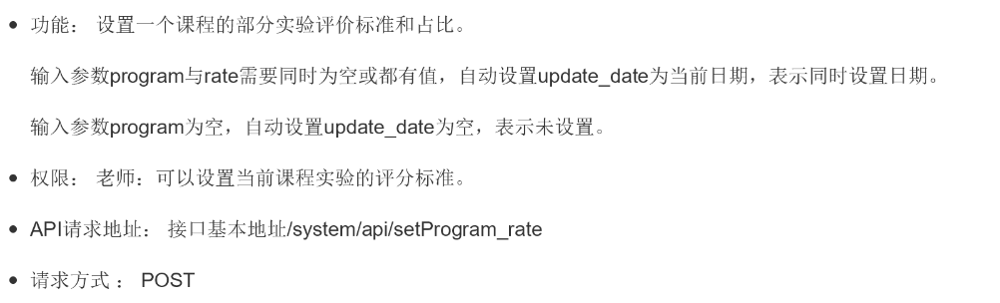 • 功能： 设置一个课程的部分实验评价标准和占比。
输入参数program与rate需要同时为空或都有值，自动设置update_date为当前日期，表示同时设置日期。
输入参数program为空，自动设置update_date为空，表示未设置。
• 权限： 老师：可以设置当前课程实验的评分标准。
• API请求地址： 接口基本地址/system/api/setProgram_rate
• 请求方式 ： POST